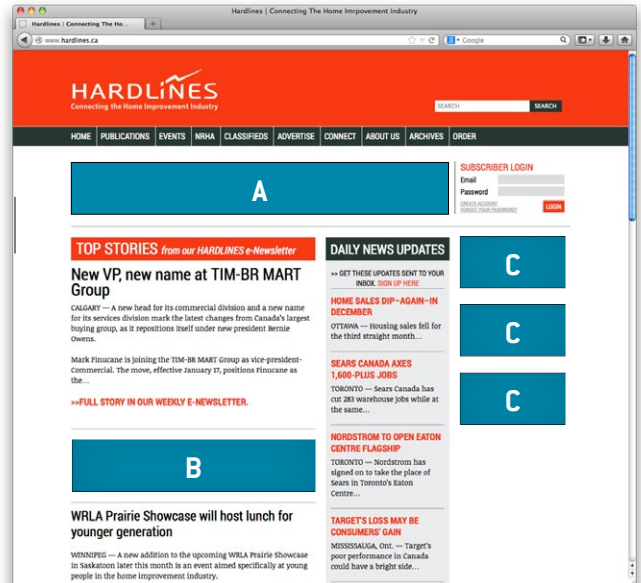 Hardlines | Connecting The Home Imrpovement Industry
Hardlines | Connecting The Ho...
www.hardlines.ca
Google
HARDLINES
Connecting the Home Improvement Industry
SEARCH
SEARCH
HOME PUBLICATIONS EVENTS NRHA CLASSIFIEDS ADVERTISE CONNECT ABOUT US ARCHIVES ORDER
A
SUBSCRIBER LOGIN
Email
Password
CREATE ACCOUNT
FORGOT YOUR PASSWORD?
LOGIN
TOP STORIES from our HARDLINES e-Newsletter
New VP, new name at TIM-BR MART
Group
CALGARY — A new head for its commercial division and a new name
for its services division mark the latest changes from Canada's largest
buying group, as it repositions itself under new president Bernie
Owens.
Mark Finucane is joining the TIM-BR MART Group as vice-president-
Commercial. The move, effective January 17, positions Finucane as
the...
>>FULL STORY IN OUR WEEKLY E-NEWSLETTER.
B
WRLA Prairie Showcase will host lunch for
younger generation
WINNIPEG — A new addition to the upcoming WRLA Prairie Showcase
in Saskatoon later this month is an event aimed specifically at young
people in the home improvement industry.
DAILY NEWS UPDATES
>> GET THESE UPDATES SENT TO YOUR
INBOX. SIGN UP HERE
HOME SALES DIP–AGAIN–IN
DECEMBER
OTTAWA — Housing sales fell for
the third straight month...
SEARS CANADA AXES
1,600-PLUS JOBS
TORONTO — Sears Canada has
cut 283 warehouse jobs while at
the same...
NORDSTROM TO OPEN EATON
CENTRE FLAGSHIP
TORONTO — Nordstrom has
signed on to take the place of
Sears in Toronto's Eaton
Centre...
TARGET'S LOSS MAY BE
CONSUMERS' GAIN
MISSISSAUGA, Ont. — Target's
poor performance in Canada
could have a bright side...
C
C
C